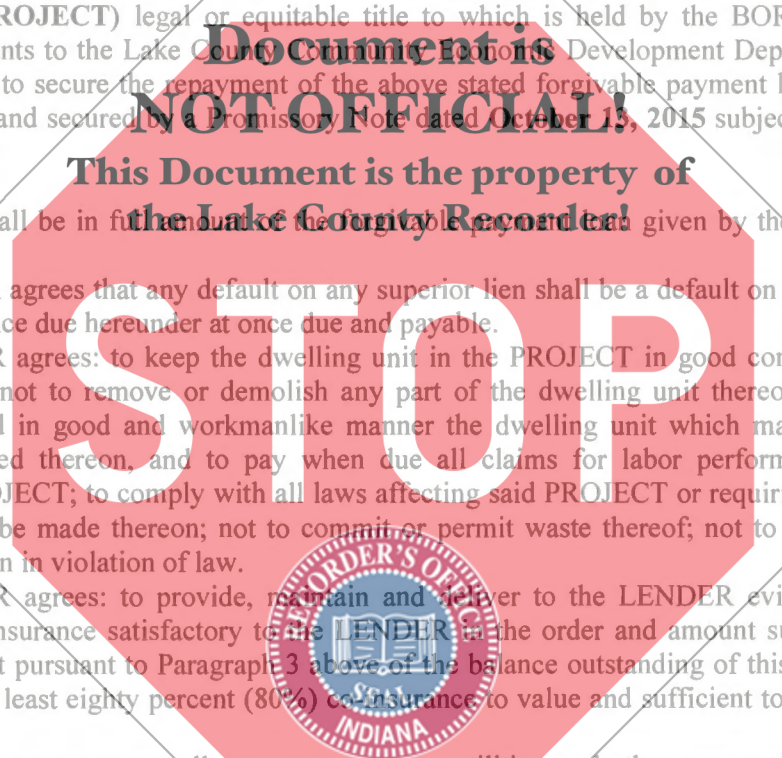 ROJECT) legal or equitable title to which is held by the BOR
nts to the Lake County Community Economic Development Dep
to secure the repayment of the above stated forgivable payment
and secured by a Promissory Note dated October 13, 2015 subjec
Document is
NOT OFFICIAL!
This Document is the property of
the Lake County Recorder!
all be in full amount of the forgivable payment loan given by the
agrees that any default on any superior lien shall be a default on
ce due hereunder at once due and payable.
R agrees: to keep the dwelling unit in the PROJECT in good con
not to remove or demolish any part of the dwelling unit thereo
in good and workmanlike manner the dwelling unit which ma
ed thereon, and to pay when due all claims for labor perform
JECT; to comply with all laws affecting said PROJECT or requiri
be made thereon; not to commit or permit waste thereof; not to
n in violation of law.
R agrees: to provide, maintain and deliver to the LENDER evi
nsurance satisfactory to the LENDER in the order and amount su
t pursuant to Paragraph 3 above of the balance outstanding of this
least eighty percent (80%) co-insurance to value and sufficient to
STOP
RECORDER'S OFFICE
SEAL
INDIANA